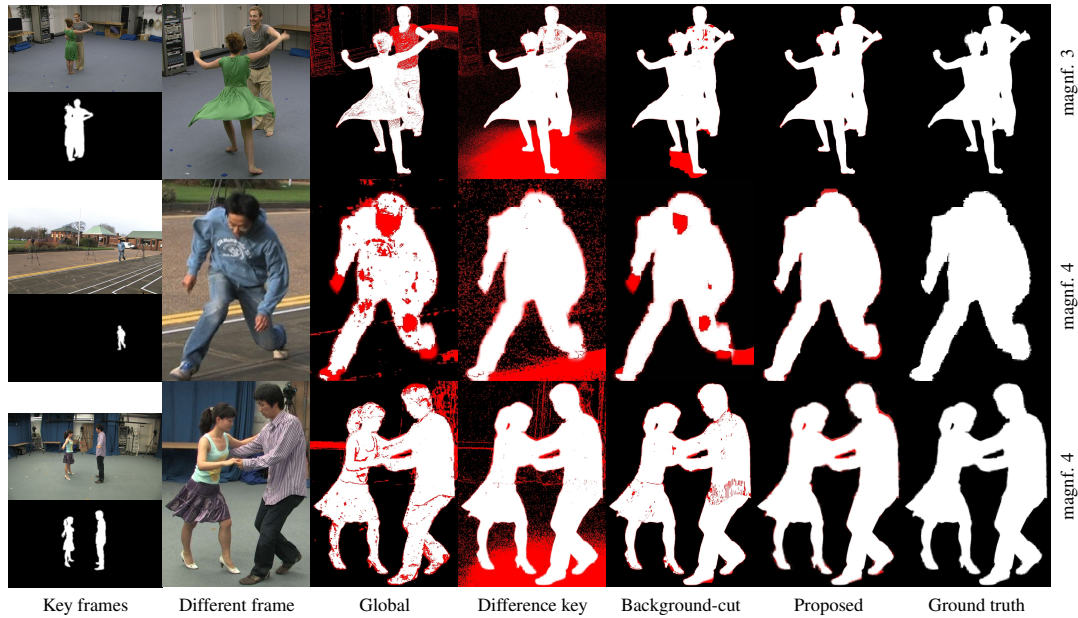 magnf. 3
magnf. 4
magnf. 4
Key frames Different frame Global Difference key Background-cut Proposed Ground truth